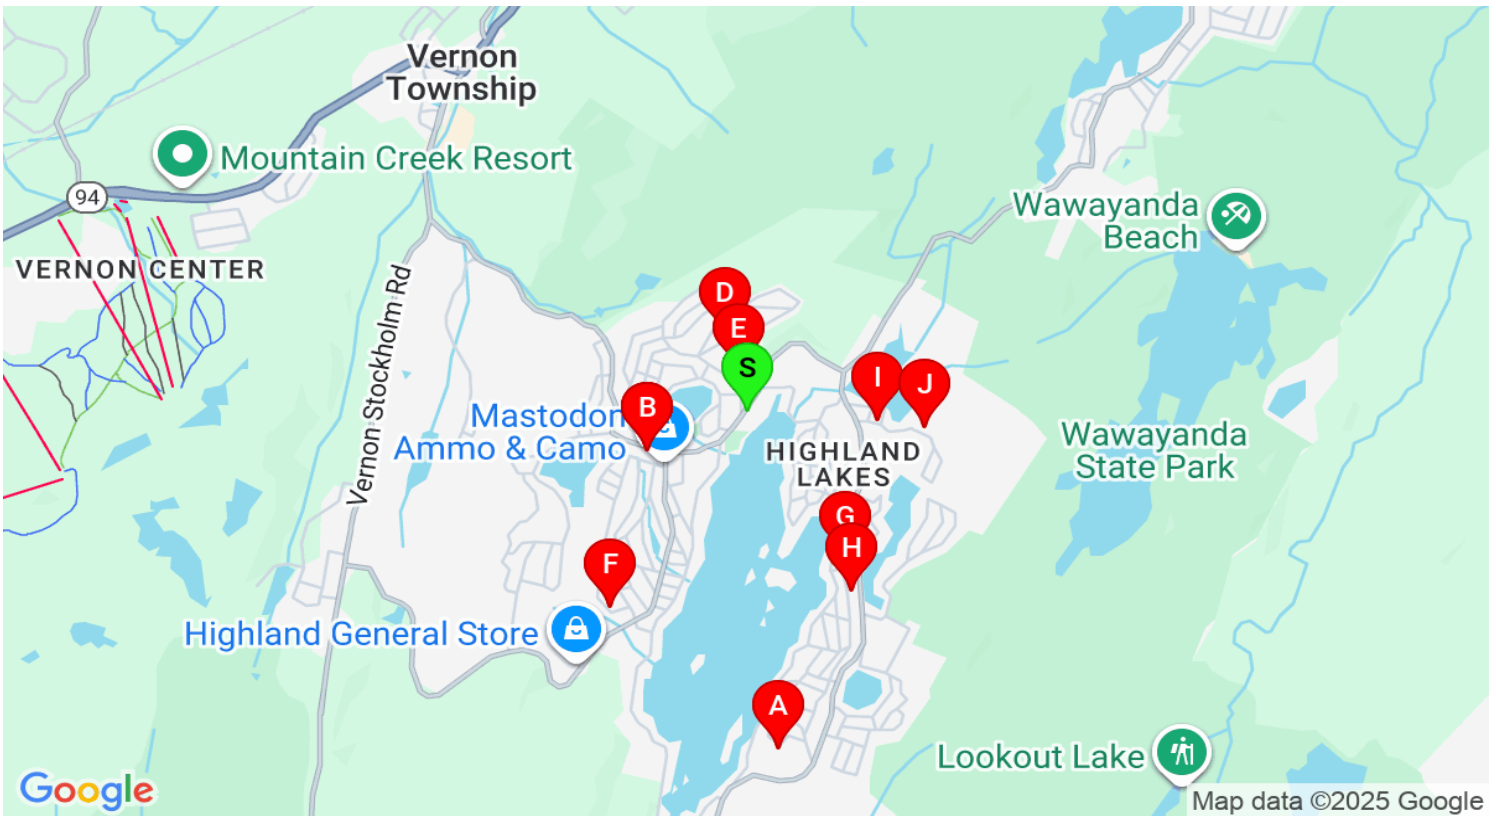 Vernon
Township
Mountain Creek Resort
94
VERNON CENTER
Vernon Stockholm Rd
Wawayanda
Beach
D
E
S
I
J
B
Mastodon
Ammo & Camo
HIGHLAND
LAKES
Wawayanda
State Park
G
H
F
Highland General Store
A
Lookout Lake
Google
Map data ©2025 Google